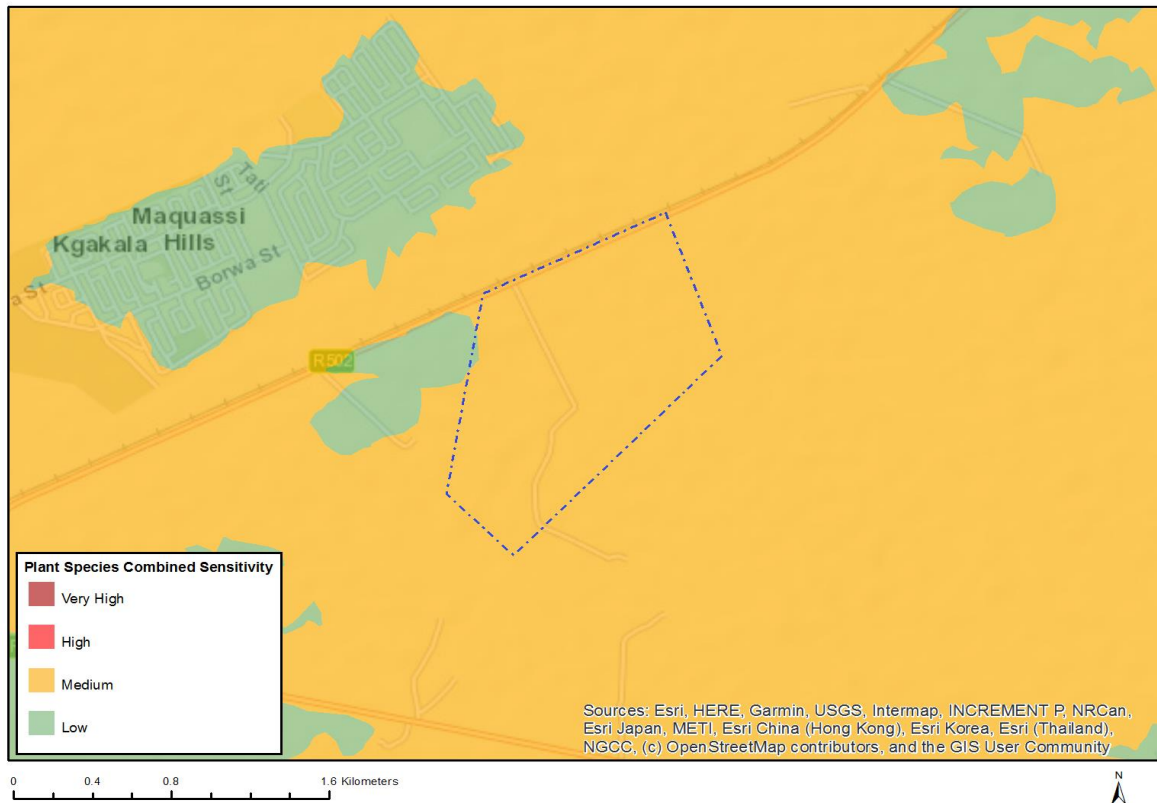 Tati
St
Maquassi
Kgakala Hills
Borwa St
a St
R502
Plant Species Combined Sensitivity
Very High
High
Medium
Low
Sources: Esri, HERE, Garmin, USGS, Intermap, INCREMENT P, NRCan,
Esri Japan, METI, Esri China (Hong Kong), Esri Korea, Esri (Thailand),
NGCC, (c) OpenStreetMap contributors, and the GIS User Community
0 0.4 0.8 1.6 Kilometers
N